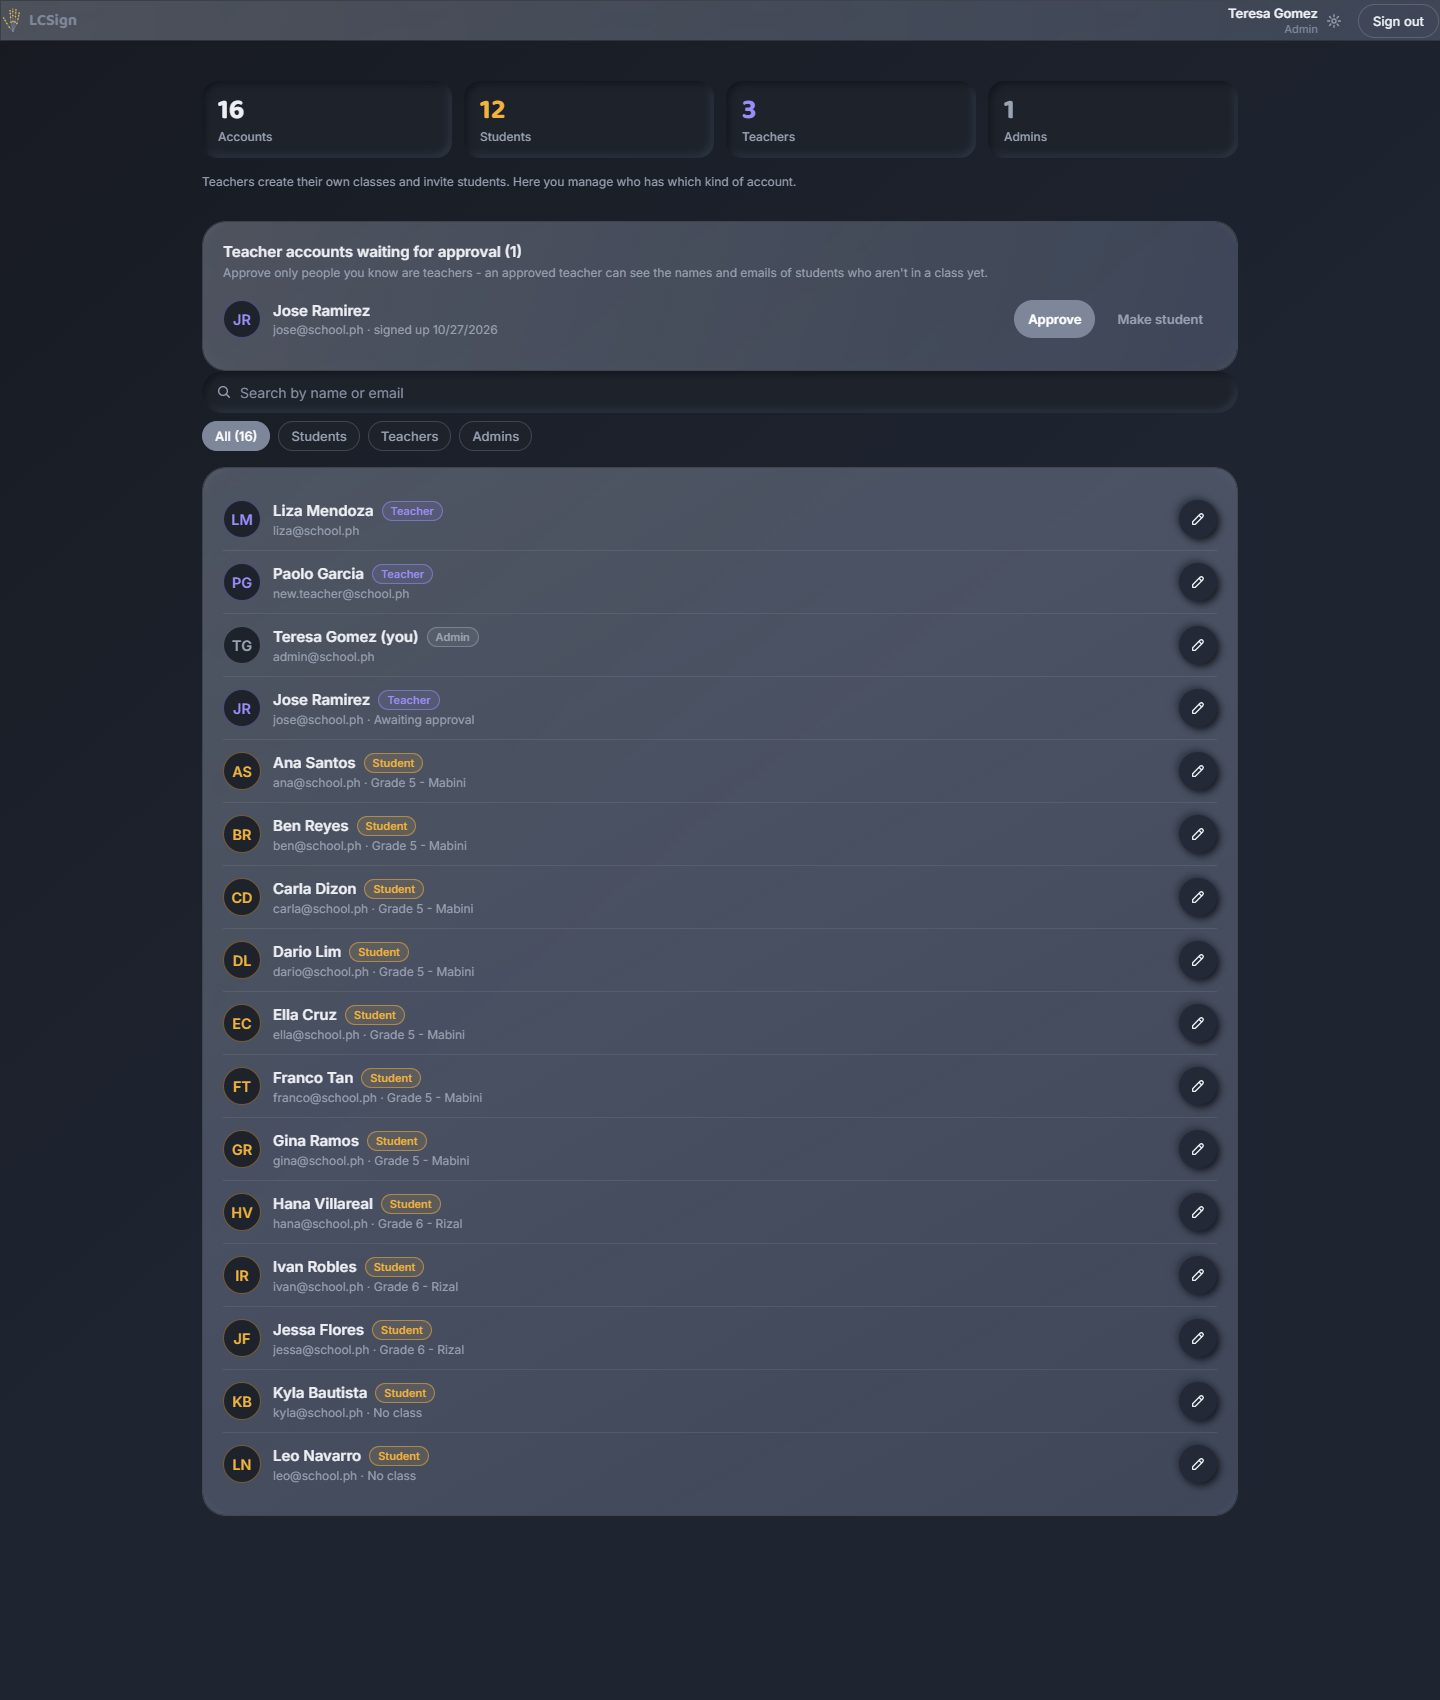 LCSign
Teresa Gomez
Admin
Sign out
16
Accounts
12
Students
3
Teachers
1
Admins
Teachers create their own classes and invite students. Here you manage who has which kind of account.
Teacher accounts waiting for approval (1)
Approve only people you know are teachers - an approved teacher can see the names and emails of students who aren't in a class yet.
JR
Jose Ramirez
jose@school.ph · signed up 10/27/2026
Approve
Make student
Search by name or email
All (16)
Students
Teachers
Admins
LM
Liza Mendoza Teacher
liza@school.ph
PG
Paolo Garcia Teacher
new.teacher@school.ph
TG
Teresa Gomez (you) Admin
admin@school.ph
JR
Jose Ramirez Teacher
jose@school.ph · Awaiting approval
AS
Ana Santos Student
ana@school.ph · Grade 5 - Mabini
BR
Ben Reyes Student
ben@school.ph · Grade 5 - Mabini
CD
Carla Dizon Student
carla@school.ph · Grade 5 - Mabini
DL
Dario Lim Student
dario@school.ph · Grade 5 - Mabini
EC
Ella Cruz Student
ella@school.ph · Grade 5 - Mabini
FT
Franco Tan Student
franco@school.ph · Grade 5 - Mabini
GR
Gina Ramos Student
gina@school.ph · Grade 5 - Mabini
HV
Hana Villareal Student
hana@school.ph · Grade 6 - Rizal
IR
Ivan Robles Student
ivan@school.ph · Grade 6 - Rizal
JF
Jessa Flores Student
jessa@school.ph · Grade 6 - Rizal
KB
Kyla Bautista Student
kyla@school.ph · No class
LN
Leo Navarro Student
leo@school.ph · No class